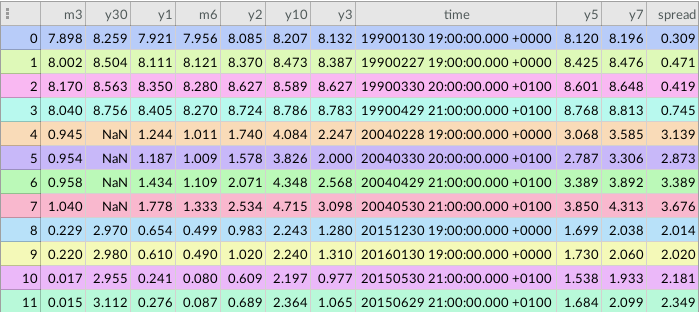 m3 y30 y1 m6 y2 y10 y3 time y5 y7 spread
0 7.898 8.259 7.921 7.956 8.085 8.207 8.132 19900130 19:00:00.000 +0000 8.120 8.196 0.309
1 8.002 8.504 8.111 8.121 8.370 8.473 8.387 19900227 19:00:00.000 +0000 8.425 8.476 0.471
2 8.170 8.563 8.350 8.280 8.627 8.589 8.627 19900330 20:00:00.000 +0100 8.601 8.648 0.419
3 8.040 8.756 8.405 8.270 8.724 8.786 8.783 19900429 21:00:00.000 +0100 8.768 8.813 0.745
4 0.945 NaN 1.244 1.011 1.740 4.084 2.247 20040228 19:00:00.000 +0000 3.068 3.585 3.139
5 0.954 NaN 1.187 1.009 1.578 3.826 2.000 20040330 20:00:00.000 +0100 2.787 3.306 2.873
6 0.958 NaN 1.434 1.109 2.071 4.348 2.568 20040429 21:00:00.000 +0100 3.389 3.892 3.389
7 1.040 NaN 1.778 1.333 2.534 4.715 3.098 20040530 21:00:00.000 +0100 3.850 4.313 3.676
8 0.229 2.970 0.654 0.499 0.983 2.243 1.280 20151230 19:00:00.000 +0000 1.699 2.038 2.014
9 0.220 2.980 0.610 0.490 1.020 2.240 1.310 20160130 19:00:00.000 +0000 1.730 2.060 2.020
10 0.017 2.955 0.241 0.080 0.609 2.197 0.977 20150530 21:00:00.000 +0100 1.538 1.933 2.181
11 0.015 3.112 0.276 0.087 0.689 2.364 1.065 20150629 21:00:00.000 +0100 1.684 2.099 2.349